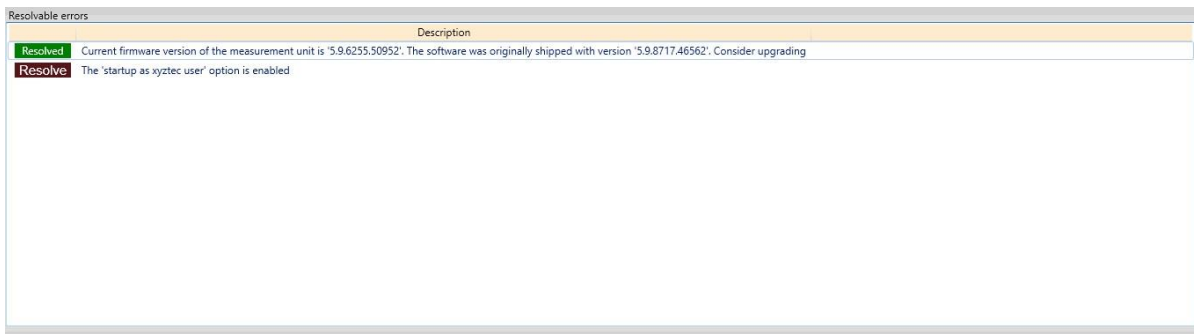 Resolvable errors
Description
Resolved Current firmware version of the measurement unit is '5.9.6255.50952'. The software was originally shipped with version '5.9.8717.46562'. Consider upgrading
Resolve The 'startup as xyztec user' option is enabled